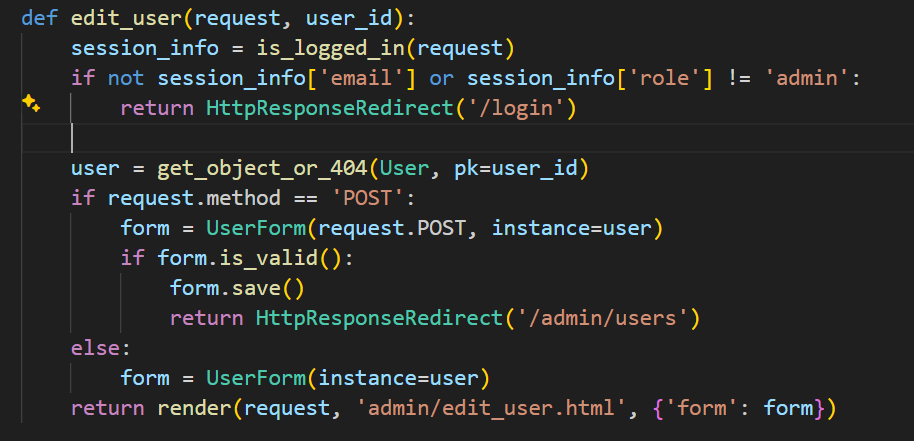 def edit_user(request, user_id):
    session_info = is_logged_in(request)
    if not session_info['email'] or session_info['role'] != 'admin':
        return HttpResponseRedirect('/login')
    user = get_object_or_404(User, pk=user_id)
    if request.method == 'POST':
        form = UserForm(request.POST, instance=user)
        if form.is_valid():
            form.save()
            return HttpResponseRedirect('/admin/users')
    else:
        form = UserForm(instance=user)
    return render(request, 'admin/edit_user.html', {'form': form})